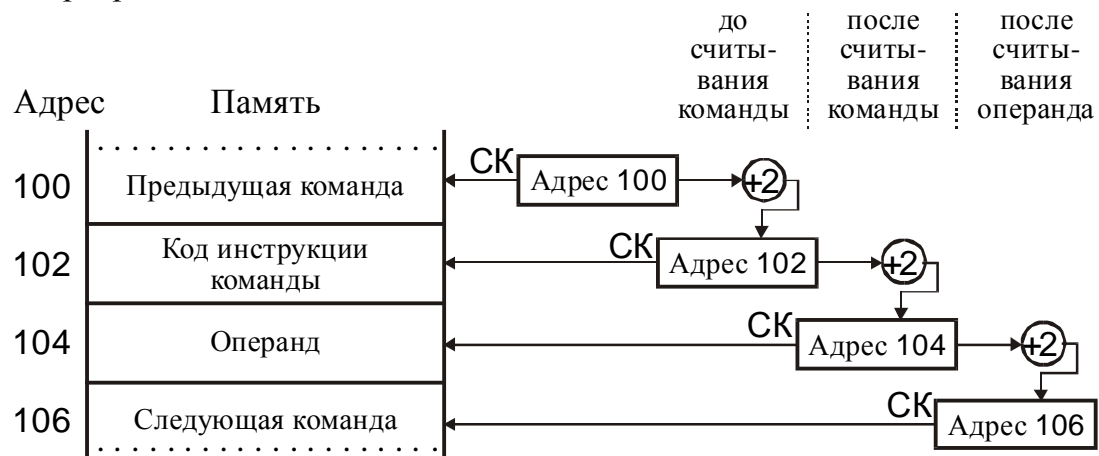 до
считы-
вания
команды
после
считы-
вания
команды
после
считы-
вания
операнда
Адрес
Память
100
Предыдущая команда
СК
Адрес 100
+2
102
Код инструкции
команды
СК
Адрес 102
+2
104
Операнд
СК
Адрес 104
+2
106
Следующая команда
СК
Адрес 106